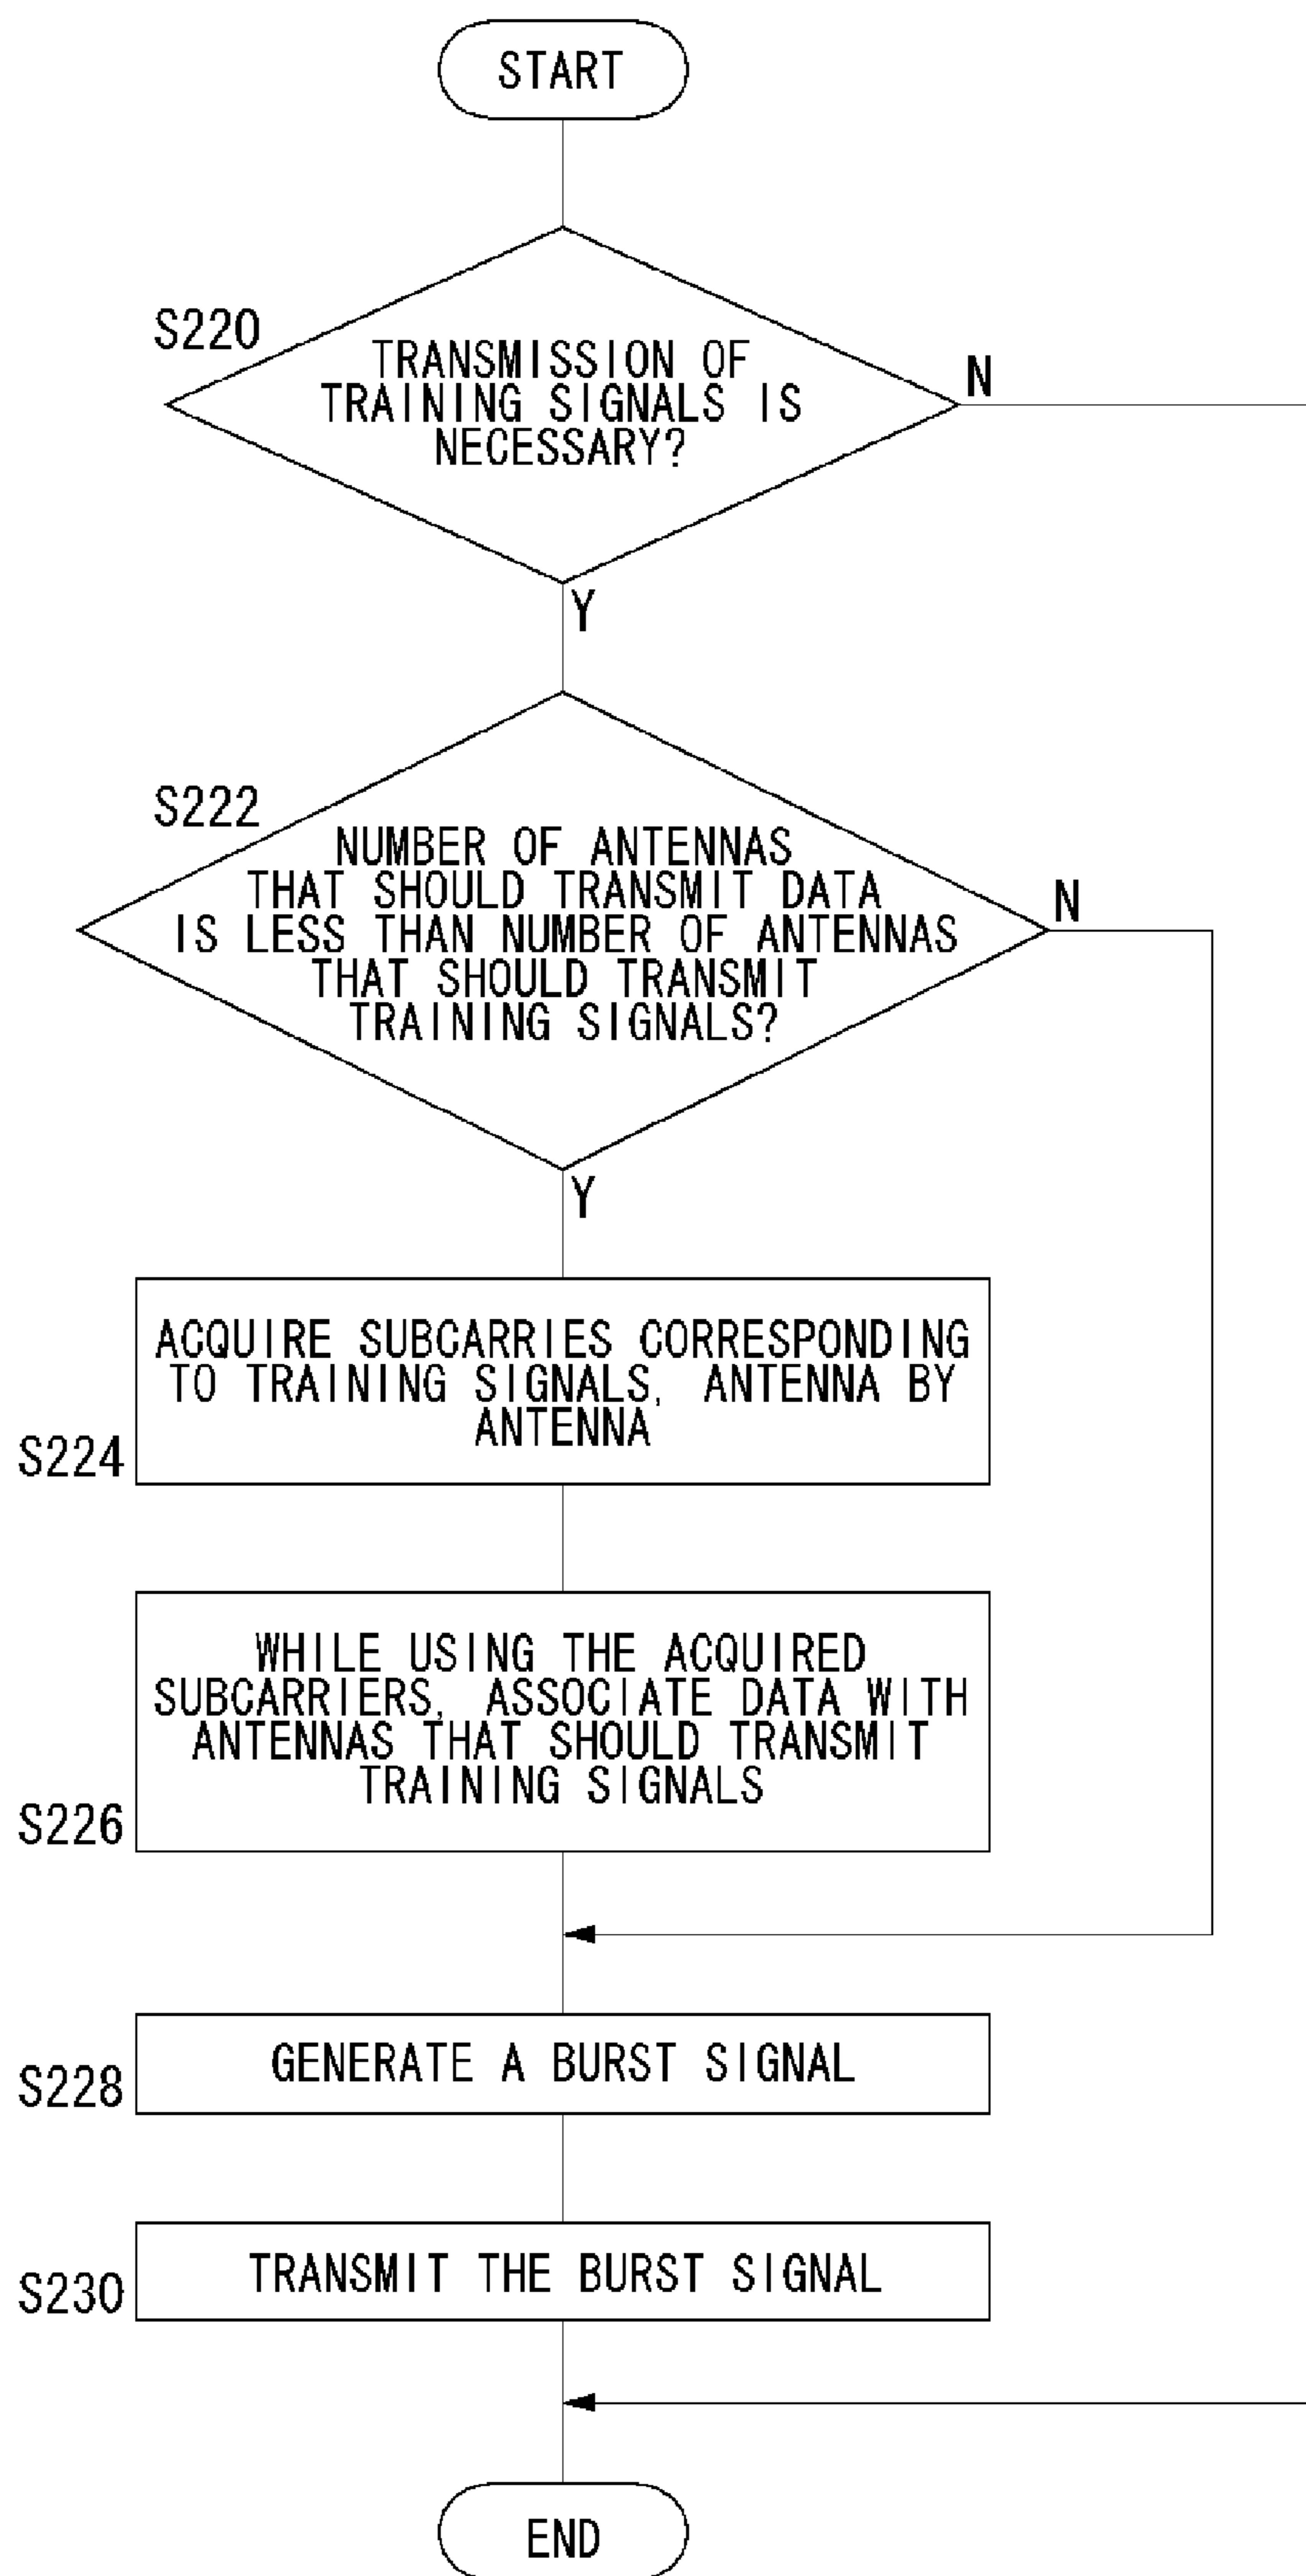 START
S220
TRANSMISSION OF
TRAINING SIGNALS IS
NECESSARY?
N
Y
S222
NUMBER OF ANTENNAS
THAT SHOULD TRANSMIT DATA
IS LESS THAN NUMBER OF ANTENNAS
THAT SHOULD TRANSMIT
TRAINING SIGNALS?
N
Y
ACQUIRE SUBCARRIES CORRESPONDING
TO TRAINING SIGNALS, ANTENNA BY
ANTENNA
S224
WHILE USING THE ACQUIRED
SUBCARRIERS, ASSOCIATE DATA WITH
ANTENNAS THAT SHOULD TRANSMIT
TRAINING SIGNALS
S226
GENERATE A BURST SIGNAL
S228
TRANSMIT THE BURST SIGNAL
S230
END